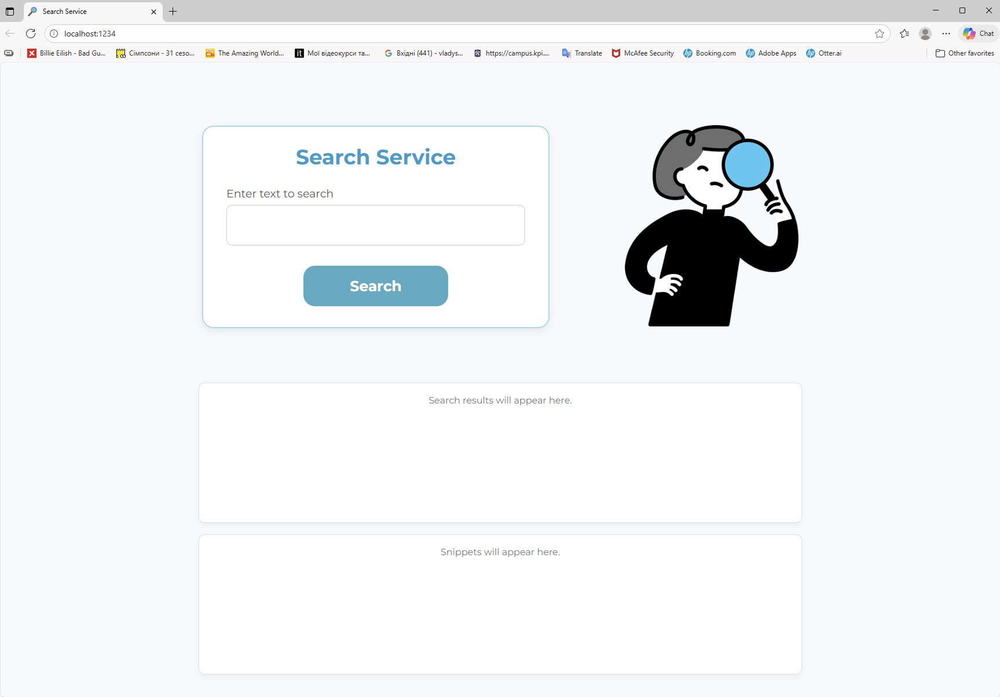 Search Service
localhost:1234
Chat
Billie Eilish - Bad Gu...
Сімпсони - 31 сезо...
The Amazing World...
Мої відеокурси та...
Вхідні (441) - vladys...
https://campus.kpi....
Translate
McAfee Security
Booking.com
Adobe Apps
Otter.ai
Other favorites
Search Service
Enter text to search
Search
Search results will appear here.
Snippets will appear here.